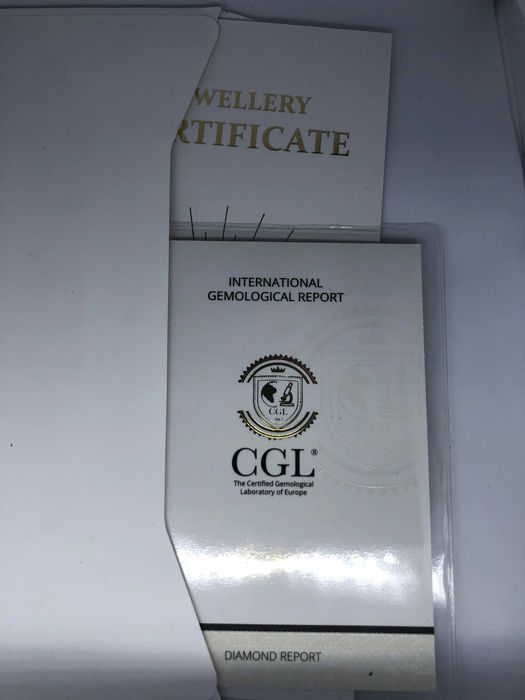 WELLERY
RTIFICATE
INTERNATIONAL
GEMOLOGICAL REPORT
CGL
CGL®
The Certified Gemological
Laboratory of Europe
DIAMOND REPORT